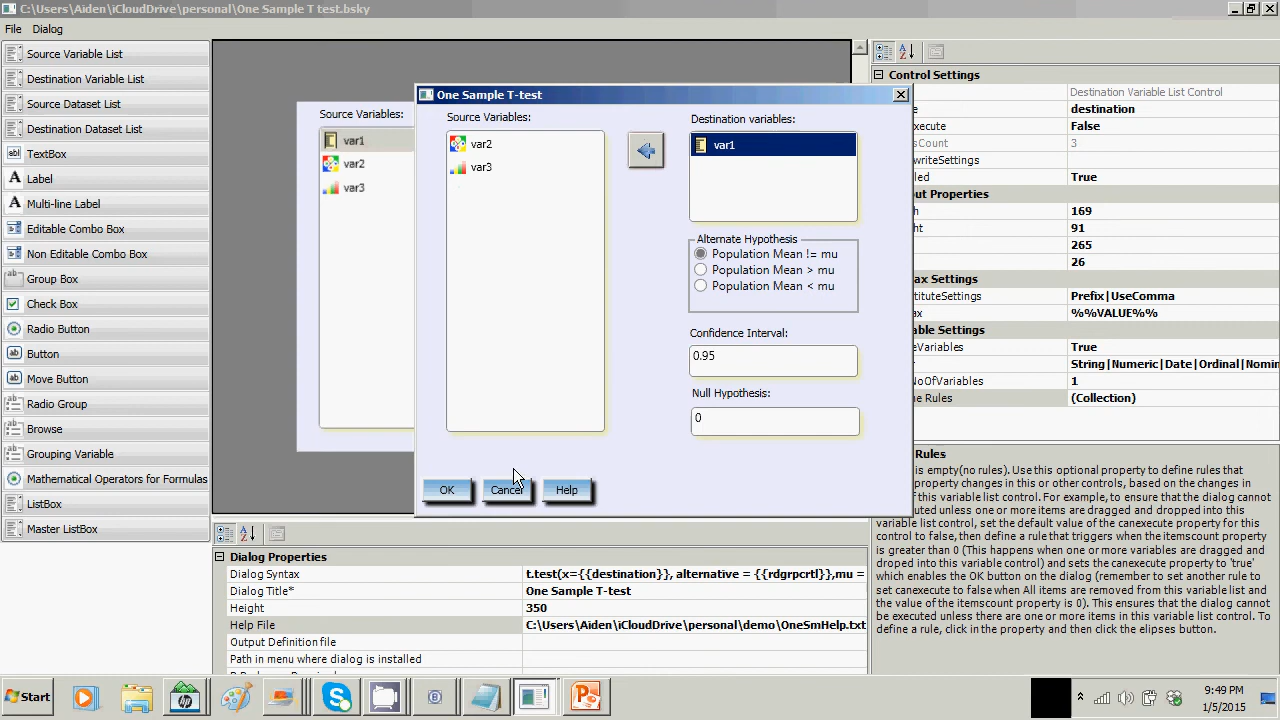 C:\Users\Aiden\iCloudDrive\personal\One Sample T test.bsky
File Dialog
Source Variable List
Destination Variable List
Source Dataset List
Destination Dataset List
TextBox
Label
Multi-line Label
Editable Combo Box
Non Editable Combo Box
Group Box
Check Box
Radio Button
Button
Move Button
Radio Group
Browse
Grouping Variable
Mathematical Operators for Formulas
ListBox
Master ListBox
Source Variables:
var1
var2
var3
One Sample T-test
Source Variables:
var2
var3
Destination variables:
var1
Alternate Hypothesis
Population Mean != mu
Population Mean > mu
Population Mean < mu
Confidence Interval:
0.95
Null Hypothesis:
0
OK Cancel Help
Control Settings
Destination Variable List Control
destination
False
3
True
169
91
265
26
Prefix|UseComma
%%VALUE%%
True
String|Numeric|Date|Ordinal|Nomin
1
(Collection)
Rules
is empty(no rules). Use this optional property to define rules that
property changes in this or other controls, based on the changes in
of this variable list control. For example, to ensure that the dialog cannot
unless one or more items are dragged and dropped into this
variable list control, set the default value of the canexecute property for this
control to false,then define a rule that triggers when the itemscount property
is greater than 0 (This happens when one or more variables are dragged and
droped into this variable control) and sets the canexecute property to 'true'
which enables the OK button on the dialog (remember to set another rule to
set canexecute to false when All items are removed from this variable list and
the value of the itemscount property is 0). This ensures that the dialog cannot
be executed unless there are one or more items in this variable list control. To
define a rule, click in the property and then click the elipses button.
Dialog Properties
Dialog Syntax t.test(x={{destination}}, alternative = {{rdgrpcrtl}},mu =
Dialog Title* One Sample T-test
Height 350
Help File C:\Users\Aiden\iCloudDrive\personal\demo\OneSmHelp.txt
Output Definition file
Path in menu where dialog is installed
Start
9:49 PM
1/5/2015